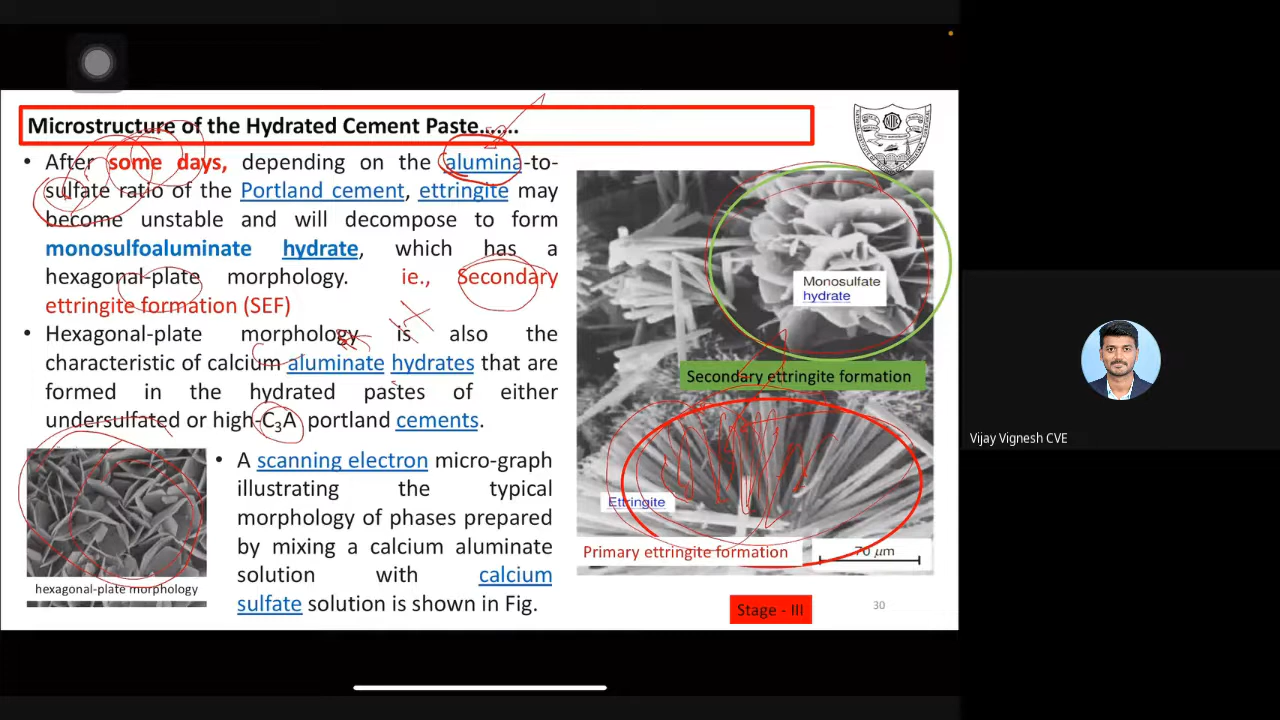 Microstructure of the Hydrated Cement Paste.......
• After some days, depending on the alumina-to-
sulfate ratio of the Portland cement, ettringite may
become unstable and will decompose to form
monosulfoaluminate hydrate, which has a
hexagonal-plate morphology. ie., Secondary
ettringite formation (SEF)
• Hexagonal-plate morphology is also the
characteristic of calcium aluminate hydrates that are
formed in the hydrated pastes of either
undersulfated or high-C₃A portland cements.
hexagonal-plate morphology
• A scanning electron micro-graph
illustrating the typical
morphology of phases prepared
by mixing a calcium aluminate
solution with calcium
sulfate solution is shown in Fig.
Monosulfate
hydrate
Secondary ettringite formation
Ettringite
Primary ettringite formation
Stage - III
30
Vijay Vignesh CVE